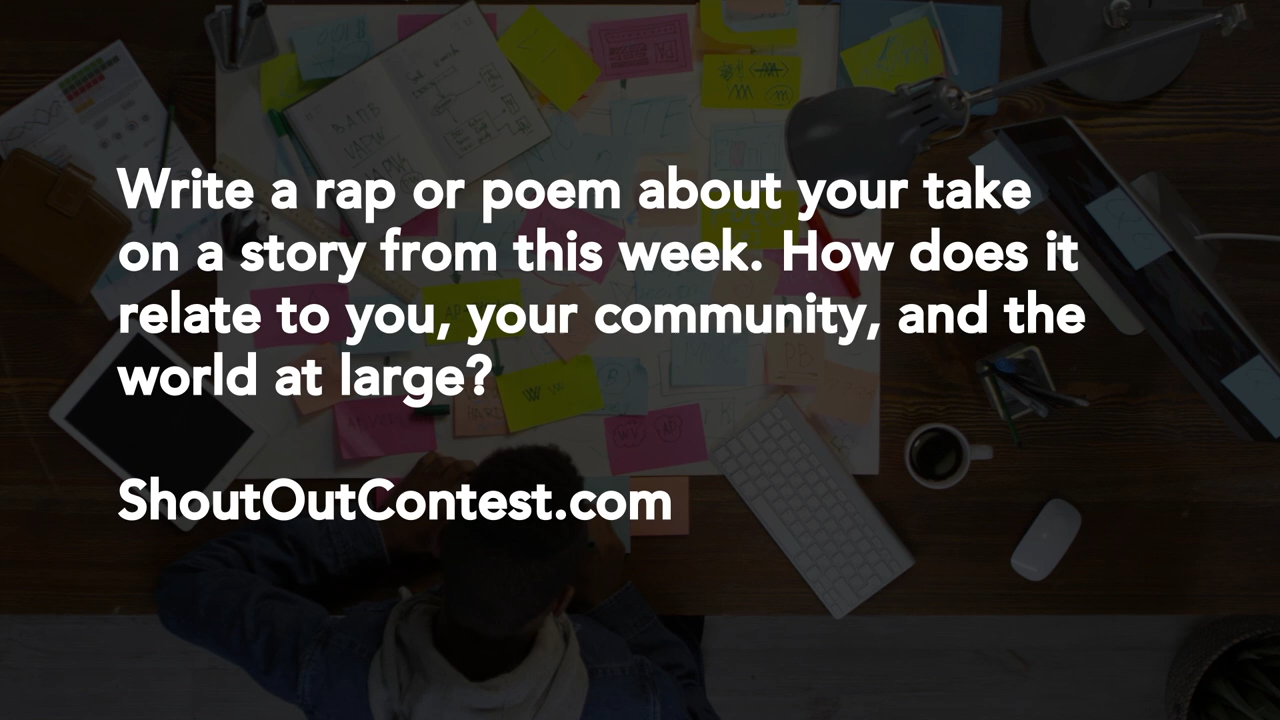 Write a rap or poem about your take
on a story from this week. How does it
relate to you, your community, and the
world at large?
ShoutOutContest.com